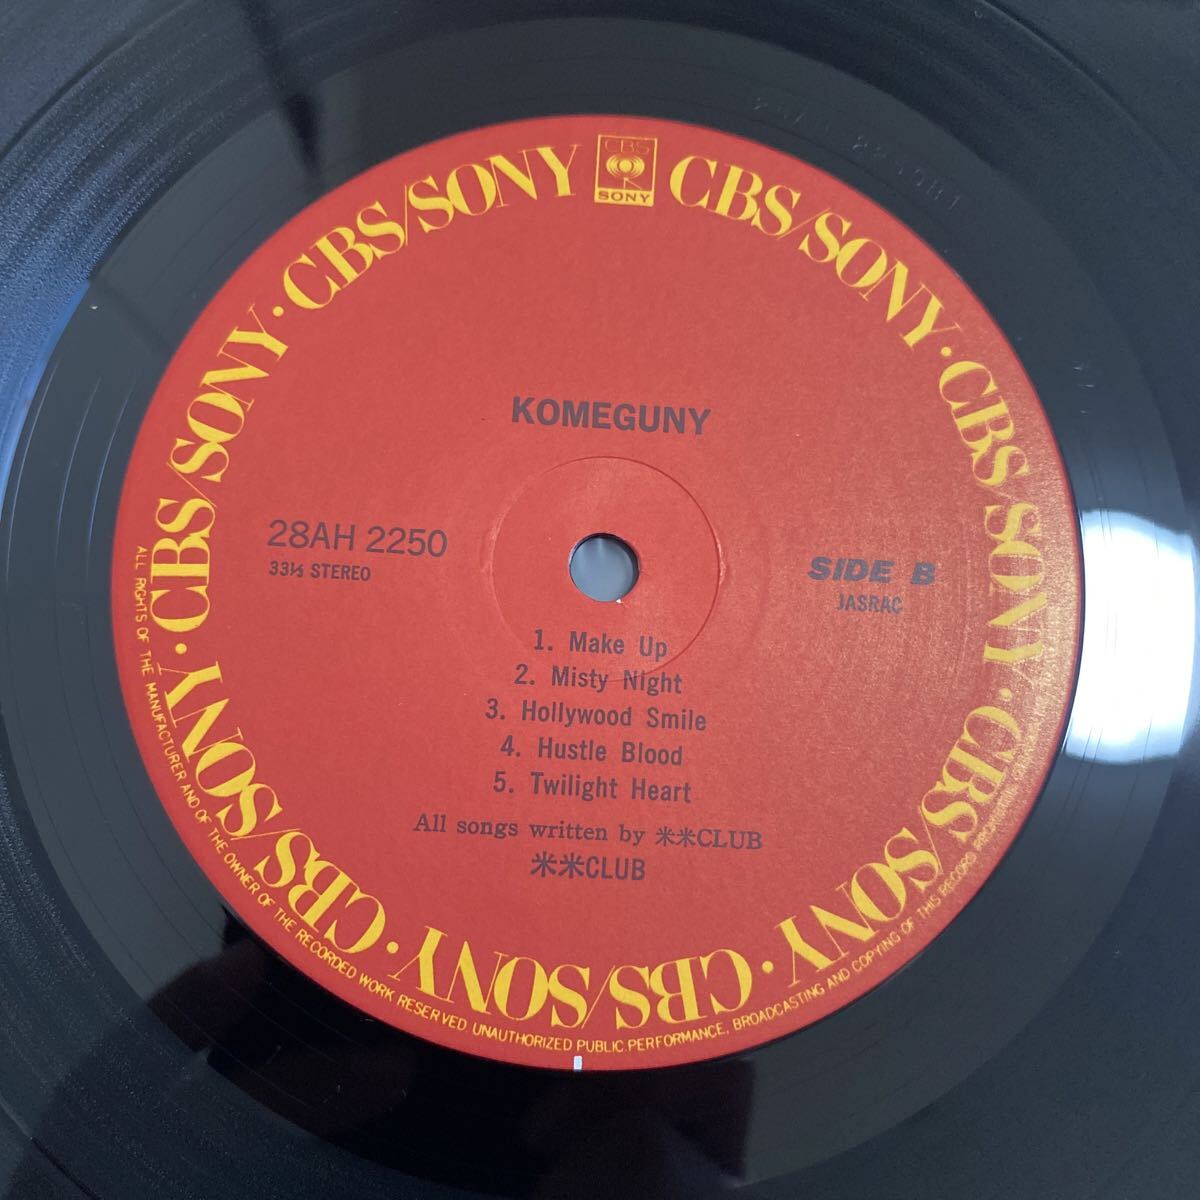 CBS
SONY
CBS/SONY · CBS/SONY · CBS/SONY · CBS/SONY · CBS/SONY · CBS/SONY · CBS/SONY
KOMEGUNY
28AH 2250
33⅓ STEREO
SIDE B
JASRAC
1. Make Up
2. Misty Night
3. Hollywood Smile
4. Hustle Blood
5. Twilight Heart
All songs written by 米米CLUB
米米CLUB
ALL RIGHTS OF THE MANUFACTURER AND OF THE OWNER OF THE RECORDED WORK RESERVED. UNAUTHORIZED PUBLIC PERFORMANCE, BROADCASTING AND COPYING OF THIS RECORD PROHIBITED